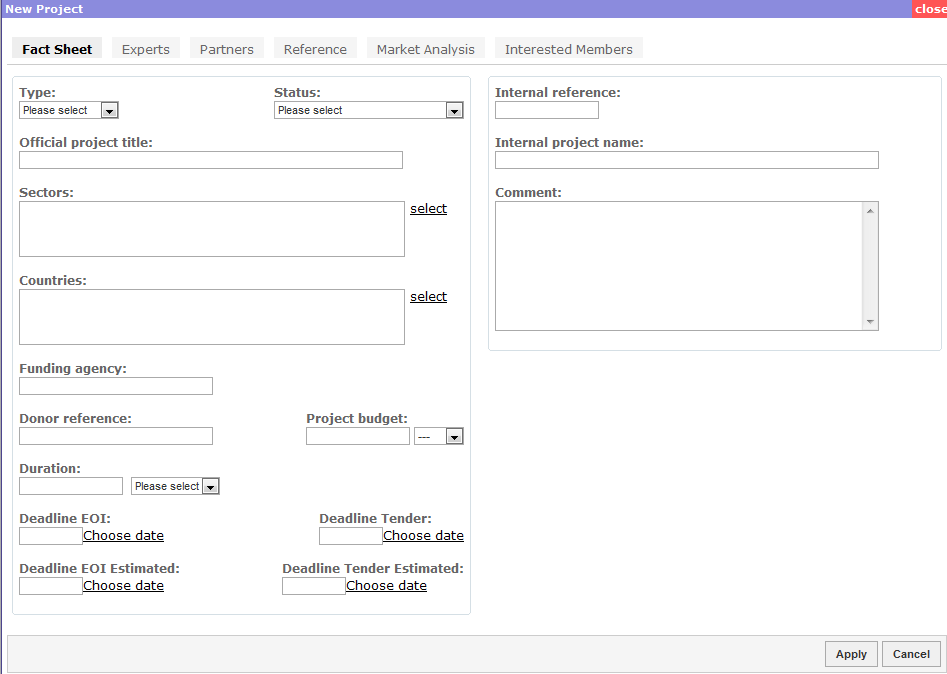 New Project
close
Fact Sheet Experts Partners Reference Market Analysis Interested Members
Type: Status:
Please select Please select
Official project title:
Sectors:
select
Countries:
select
Funding agency:
Donor reference: Project budget:
---
Duration:
Please select
Deadline EOI: Deadline Tender:
Choose date Choose date
Deadline EOI Estimated: Deadline Tender Estimated:
Choose date Choose date
Internal reference:
Internal project name:
Comment:
Apply Cancel